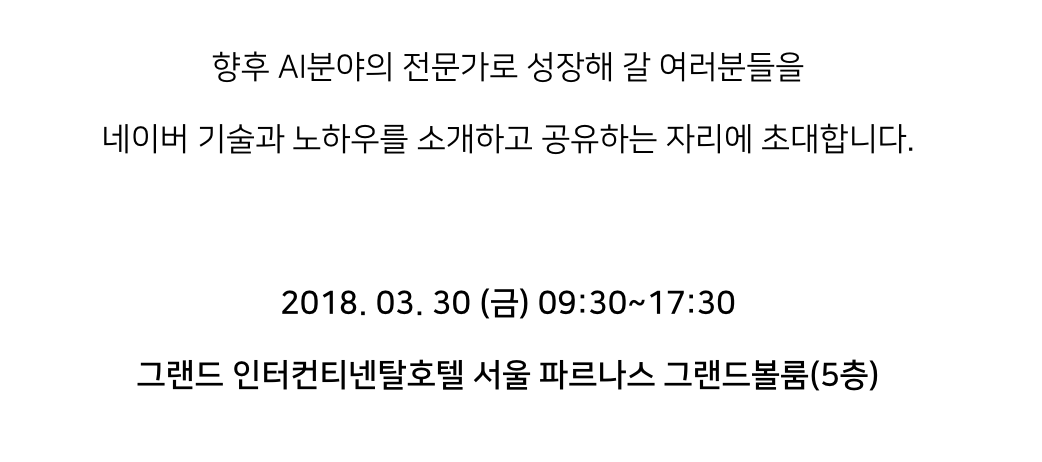 향후 AI분야의 전문가로 성장해 갈 여러분들을
네이버 기술과 노하우를 소개하고 공유하는 자리에 초대합니다.
2018. 03. 30 (금) 09:30~17:30
그랜드 인터컨티넨탈호텔 서울 파르나스 그랜드볼룸(5층)